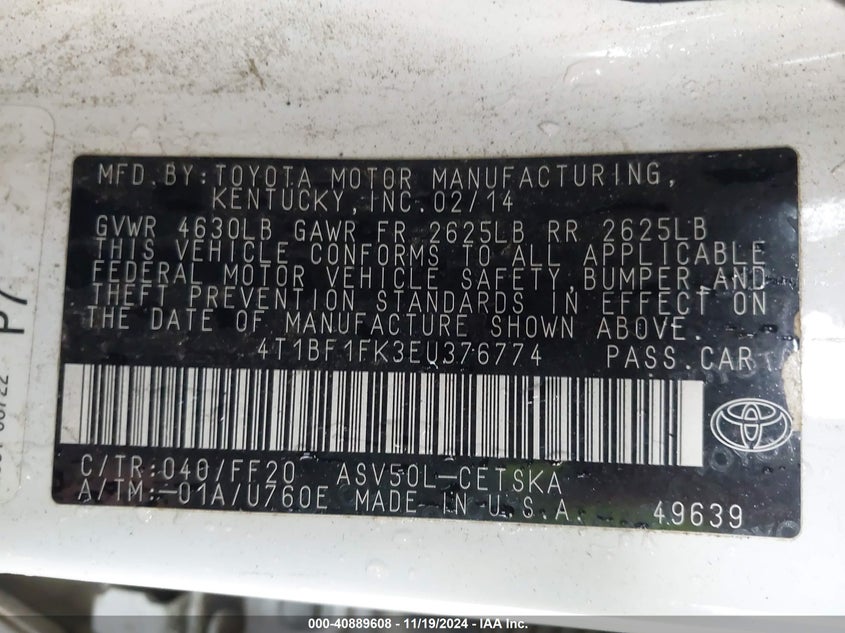 MFD. BY: TOYOTA MOTOR MANUFACTURING,
KENTUCKY, INC. 02/14
GVWR 4630LB GAWR FR 2625LB RR 2625LB
THIS VEHICLE CONFORMS TO ALL APPLICABLE
FEDERAL MOTOR VEHICLE SAFETY, BUMPER, AND
THEFT PREVENTION STANDARDS IN EFFECT ON
THE DATE OF MANUFACTURE SHOWN ABOVE.
4T1BF1FK3EU376774 PASS. CAR
C/TR: 040/FF20 ASV50L-CETSKA
A/TM: -01A/U760E MADE IN U.S.A. 49639
P7
000-40889608 - 11/19/2024 - IAA Inc.